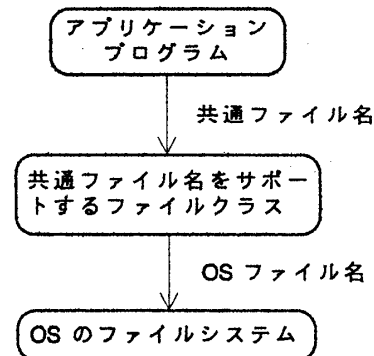 アプリケーション
プログラム
共通ファイル名
共通ファイル名をサポー
トするファイルクラス
OS ファイル名
OS のファイルシステム